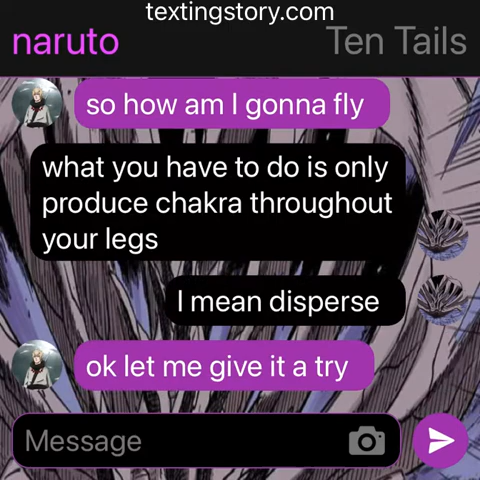 textingstory.com
naruto
Ten Tails
so how am I gonna fly
what you have to do is only
produce chakra throughout
your legs
I mean disperse
ok let me give it a try
Message